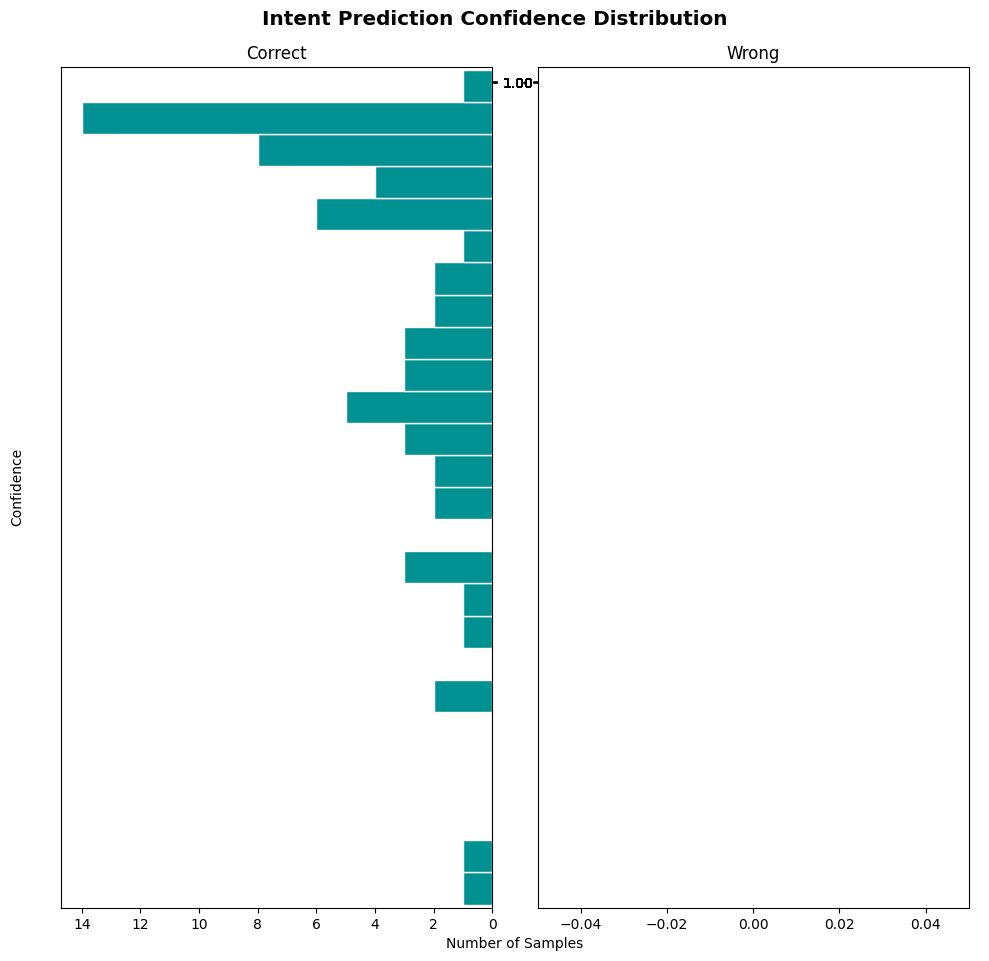 Intent Prediction Confidence Distribution
Correct
Wrong
1.00
Confidence
14 12 10 8 6 4 2 0
−0.04 −0.02 0.00 0.02 0.04
Number of Samples